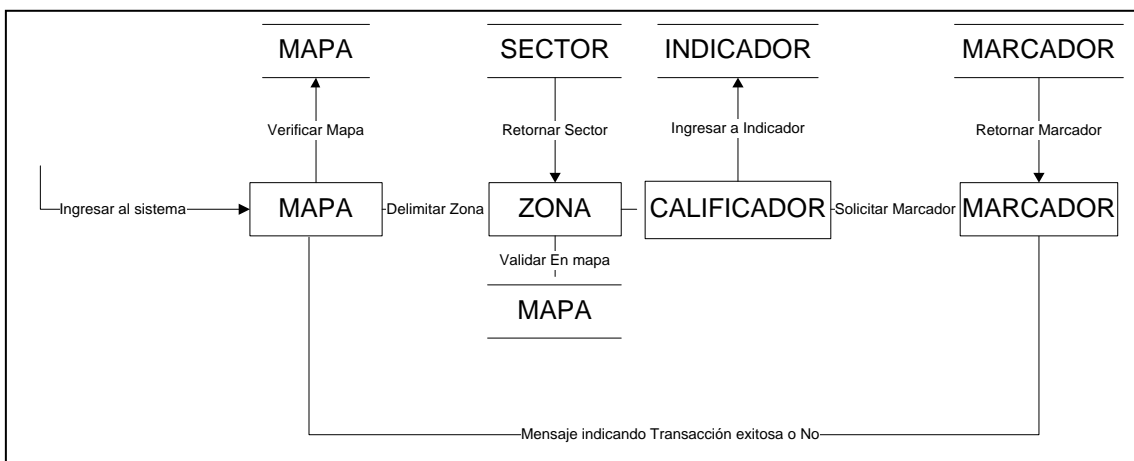 MAPA
SECTOR
INDICADOR
MARCADOR
Verificar Mapa
Retornar Sector
Ingresar a Indicador
Retornar Marcador
Ingresar al sistema
MAPA
Delimitar Zona
ZONA
CALIFICADOR
Solicitar Marcador
MARCADOR
Validar En mapa
MAPA
Mensaje indicando Transacción exitosa o No